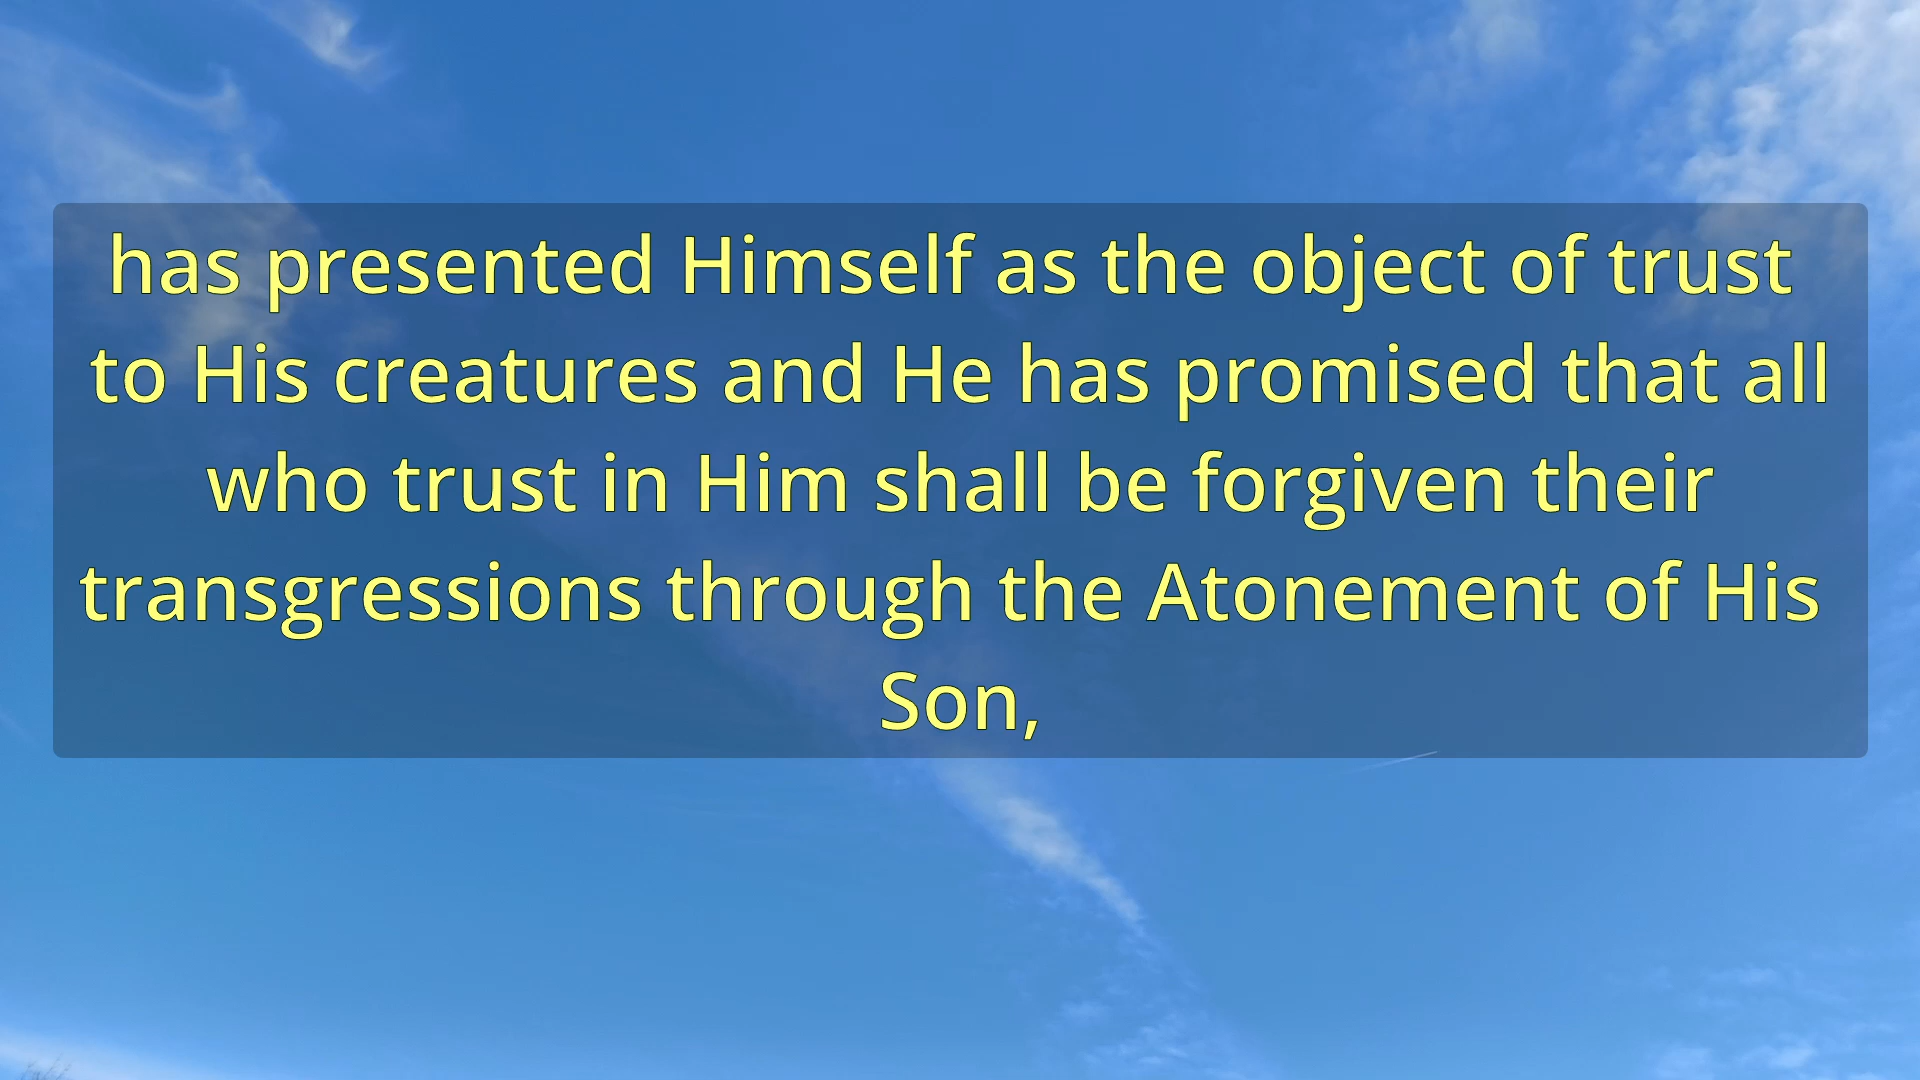 has presented Himself as the object of trust
to His creatures and He has promised that all
who trust in Him shall be forgiven their
transgressions through the Atonement of His
Son,